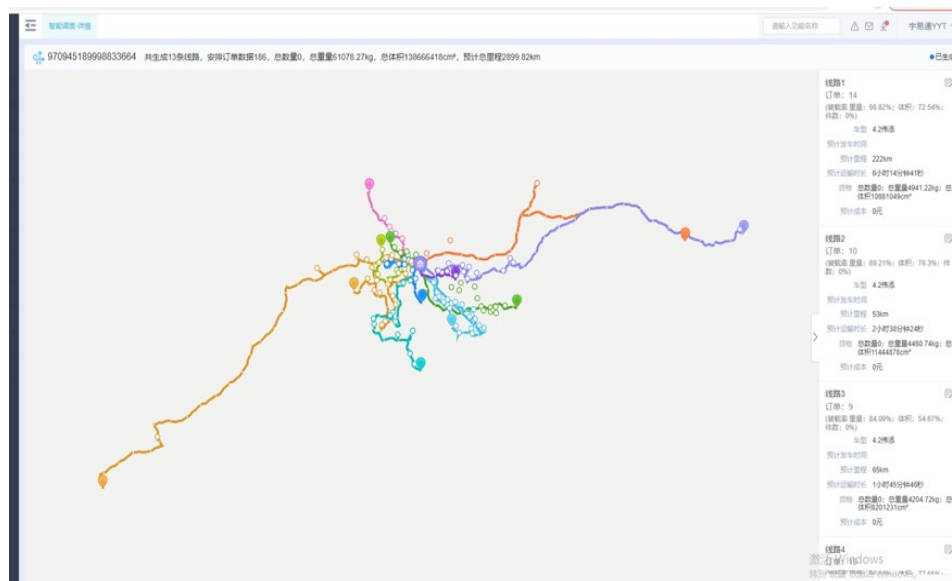 智能调度-详情
请输入功能名称
宇易通YYT
970945189998833664 共生成13条线路，安排订单数据186，总数量0，总重量61078.27kg，总体积138666418cm³，预计总里程2899.82km
已生
线路1
订单：14
(装载率 重量：98.82%；体积：72.54%；
件数：0%)
车型 4.2
预计发车时间
预计里程 222km
预计运输时长 6小时14分钟41秒
货物 总数量0；总重量4941.22kg；总
体积10881049cm³
预计成本 0元
线路2
订单：10
(装载率 重量：89.21%；体积：76.3%；件
数：0%)
车型 4.2
预计发车时间
预计里程 53km
预计运输时长 2小时38分钟24秒
货物 总数量0；总重量4460.74kg；总
体积11444878cm³
预计成本 0元
线路3
订单：9
(装载率 重量：84.09%；体积：54.67%；
件数：0%)
车型 4.2
预计发车时间
预计里程 65km
预计运输时长 1小时45分钟46秒
货物 总数量0；总重量4204.72kg；总
体积8201231cm³
预计成本 0元
线路4
激活 Windows